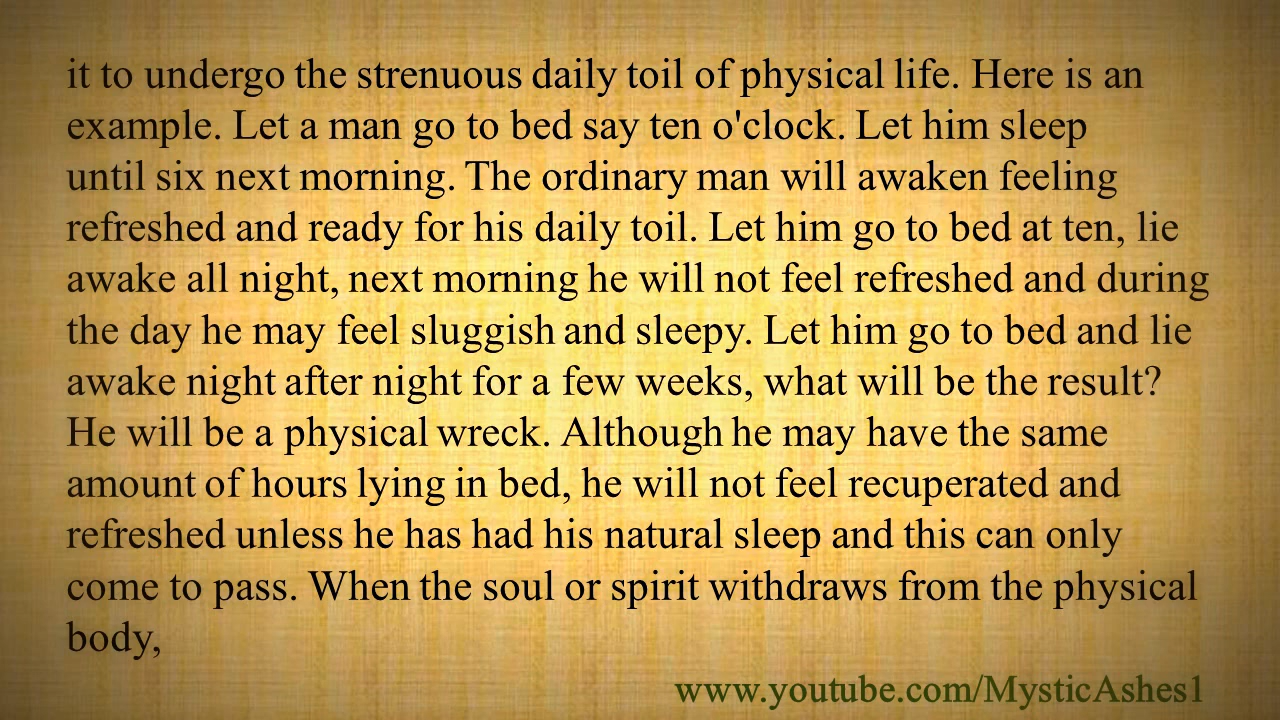 it to undergo the strenuous daily toil of physical life. Here is an
example. Let a man go to bed say ten o'clock. Let him sleep
until six next morning. The ordinary man will awaken feeling
refreshed and ready for his daily toil. Let him go to bed at ten, lie
awake all night, next morning he will not feel refreshed and during
the day he may feel sluggish and sleepy. Let him go to bed and lie
awake night after night for a few weeks, what will be the result?
He will be a physical wreck. Although he may have the same
amount of hours lying in bed, he will not feel recuperated and
refreshed unless he has had his natural sleep and this can only
come to pass. When the soul or spirit withdraws from the physical
body,
www.youtube.com/MysticAshes1